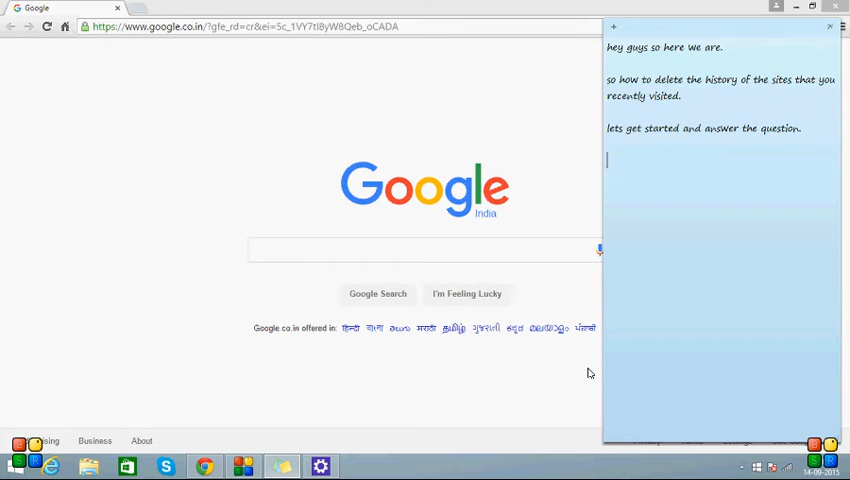 Google
https://www.google.co.in/?gfe_rd=cr&ei=5c_1VY7tI8yW8Qeb_oCADA
hey guys so here we are.
so how to delete the history of the sites that you
recently visited.
lets get started and answer the question.
Google
India
Google Search
I'm Feeling Lucky
Google.co.in offered in: हिन्दी বাংলা తెలుగు मराठी தமிழ் ગુજરાતી ಕನ್ನಡ മലയാളം ਪੰਜਾਬੀ
Business
About
14-09-2015